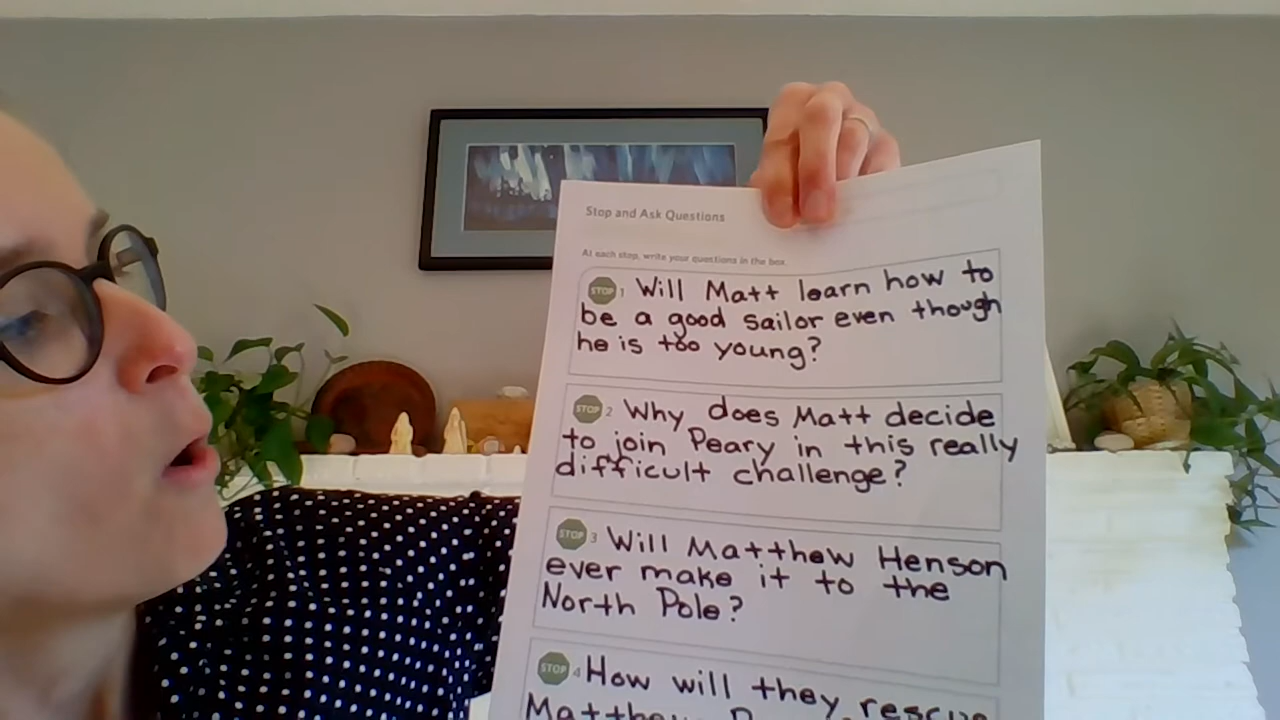 Stop and Ask Questions
At each stop, write your questions in the box.
STOP 1 Will Matt learn how to
be a good sailor even though
he is too young?
STOP 2 Why does Matt decide
to join Peary in this really
difficult challenge?
STOP 3 Will Matthew Henson
ever make it to the
North Pole?
STOP 4 How will they rescue